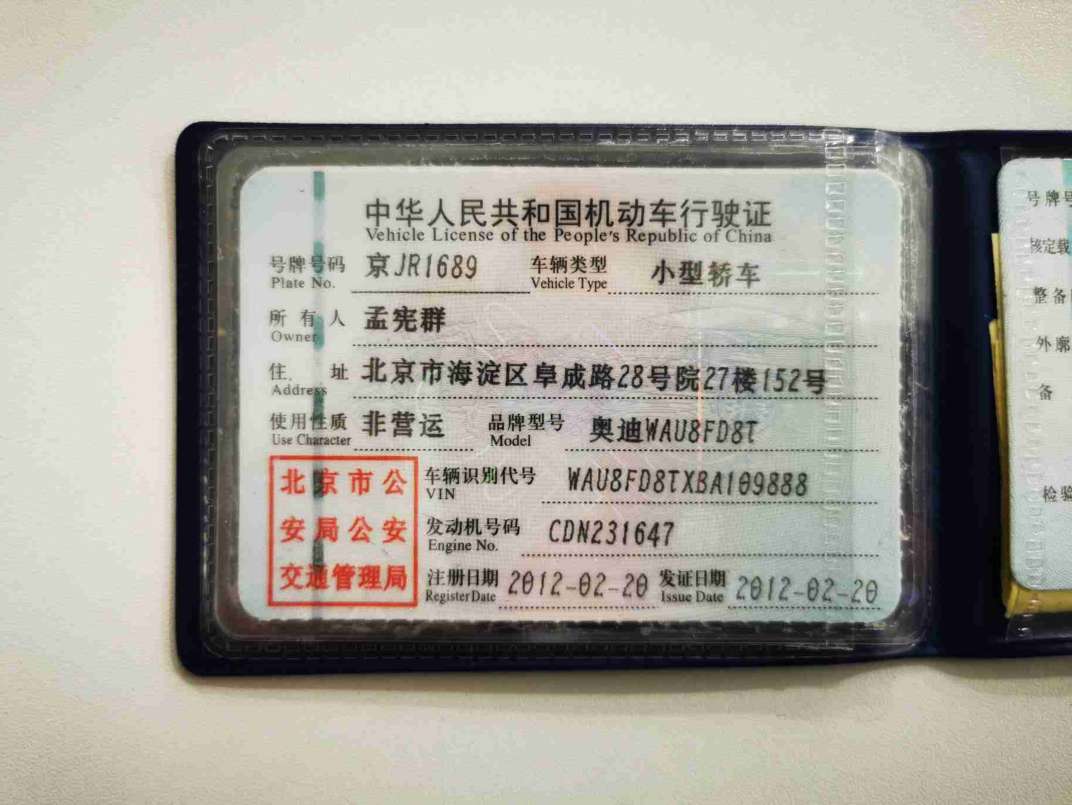 中华人民共和国机动车行驶证
Vehicle License of the People's Republic of China
号牌号码 京JR1689 车辆类型 小型轿车
Plate No. Vehicle Type
所有人 孟宪群
Owner
住址 北京市海淀区阜成路28号院27楼152号
Address
使用性质 非营运 品牌型号 奥迪WAU8FD8T
Use Character Model
北京市公
安局公安
交通管理局
车辆识别代号 WAU8FD8TXBA109888
VIN
发动机号码 CDN231647
Engine No.
注册日期 2012-02-20 发证日期 2012-02-20
Register Date Issue Date
号牌号
核定载
整备
外廓
备
检验